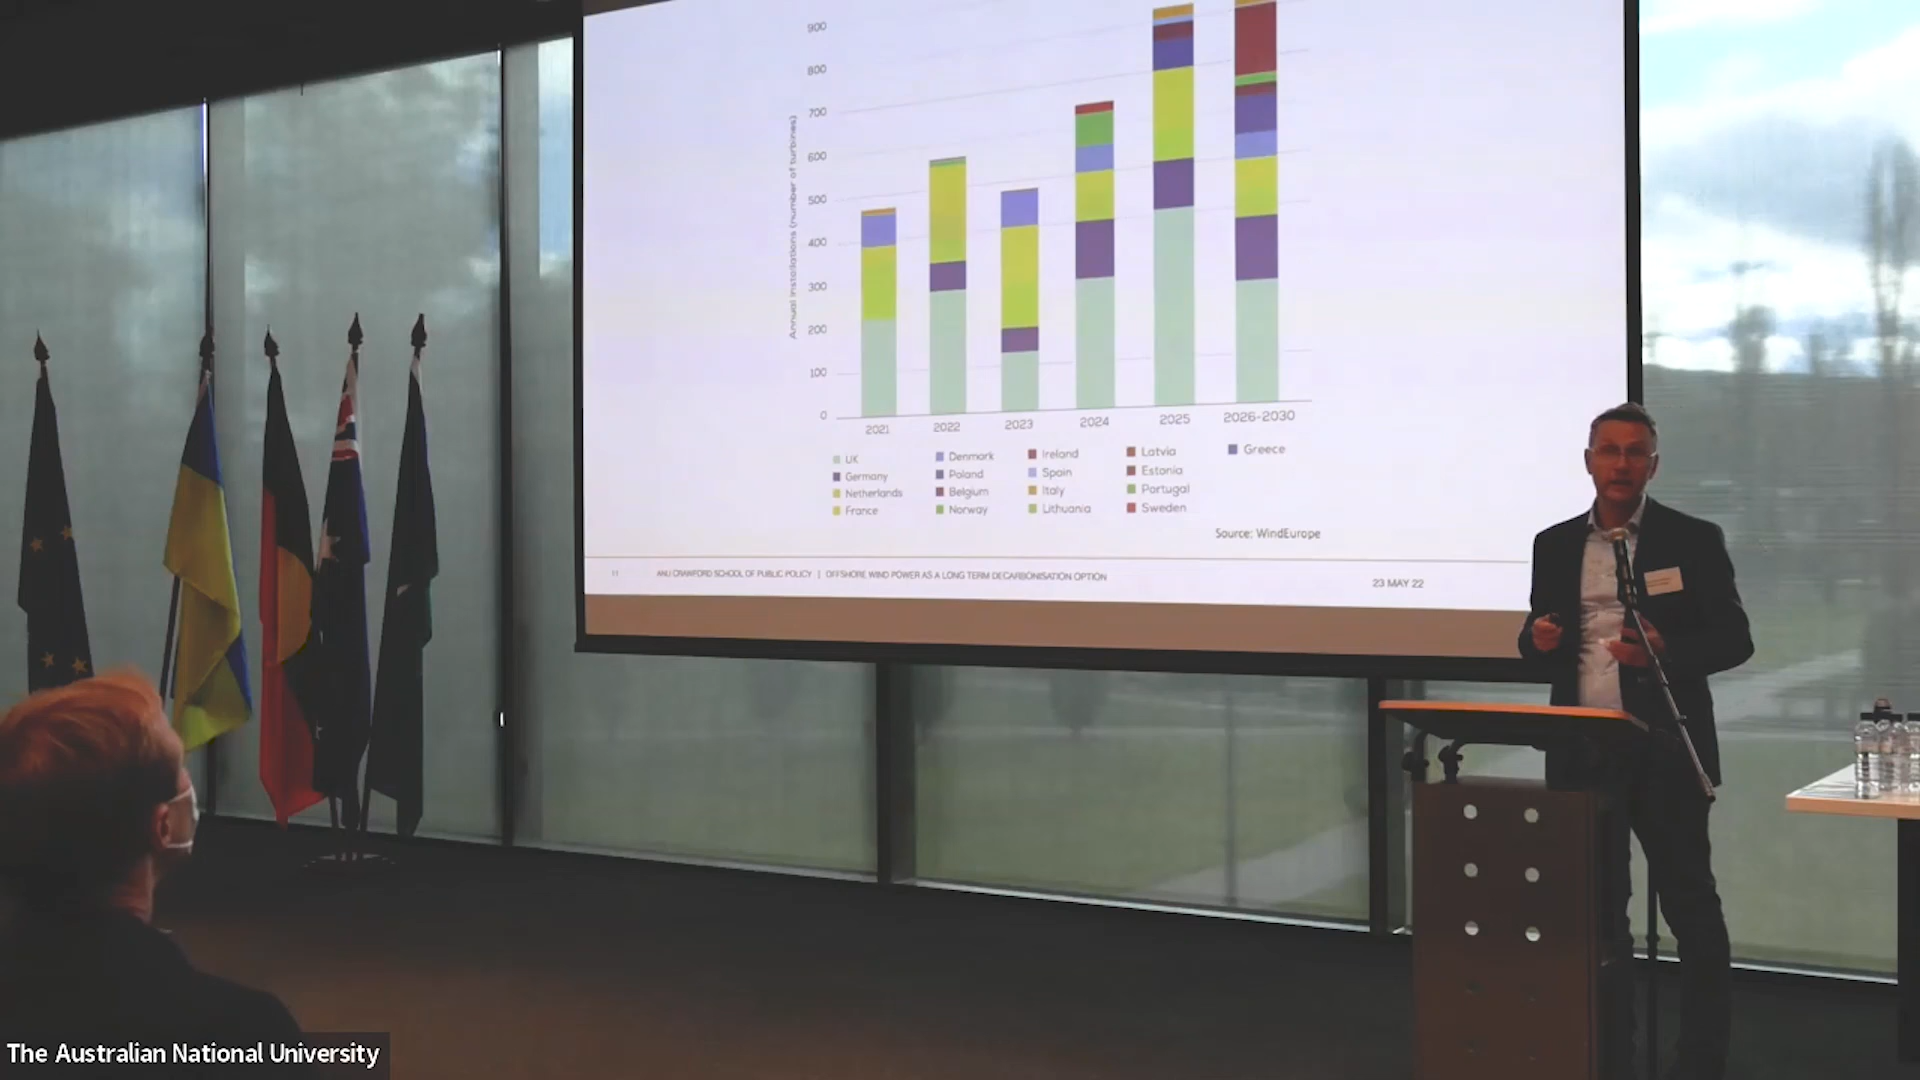 900
800
700
600
500
400
300
200
100
0
Annual installations (number of turbines)
2021
2022
2023
2024
2025
2026-2030
UK
Germany
Netherlands
France
Denmark
Poland
Belgium
Norway
Ireland
Spain
Italy
Lithuania
Latvia
Estonia
Portugal
Sweden
Greece
Source: WindEurope
11
ANU CRAWFORD SCHOOL OF PUBLIC POLICY | OFFSHORE WIND POWER AS A LONG TERM DECARBONISATION OPTION
23 MAY 22
The Australian National University